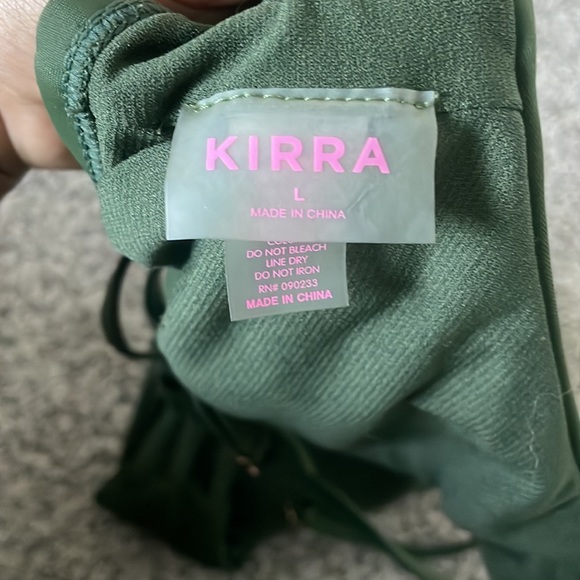 KIRRA
L
MADE IN CHINA
DO NOT BLEACH
LINE DRY
DO NOT IRON
RN# 090233
MADE IN CHINA